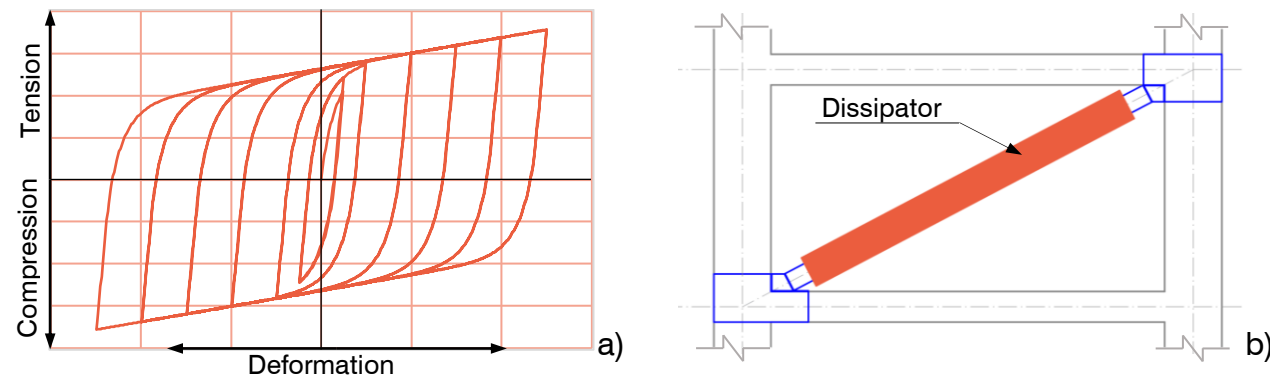 Tension
Compression
Deformation
a)
Dissipator
b)